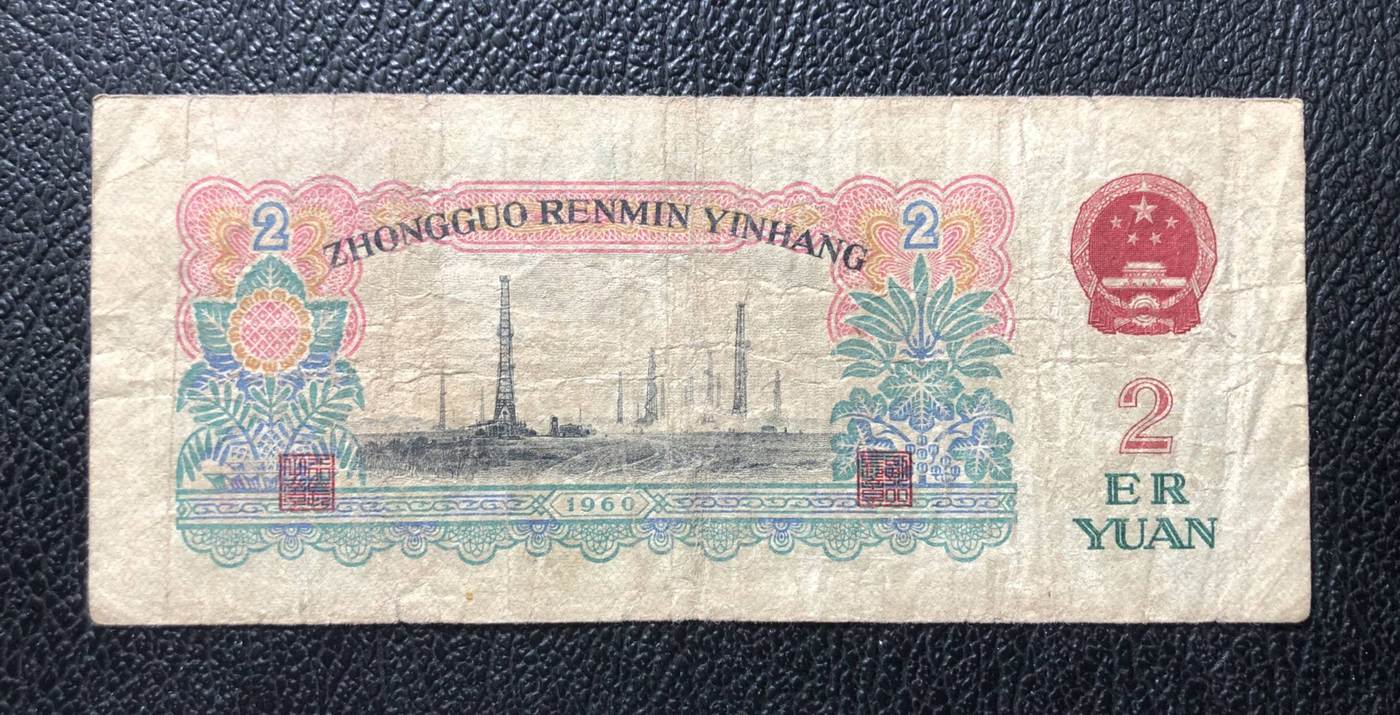 2 2
ZHONGGUO RENMIN YINHANG
1960
2
ER
YUAN